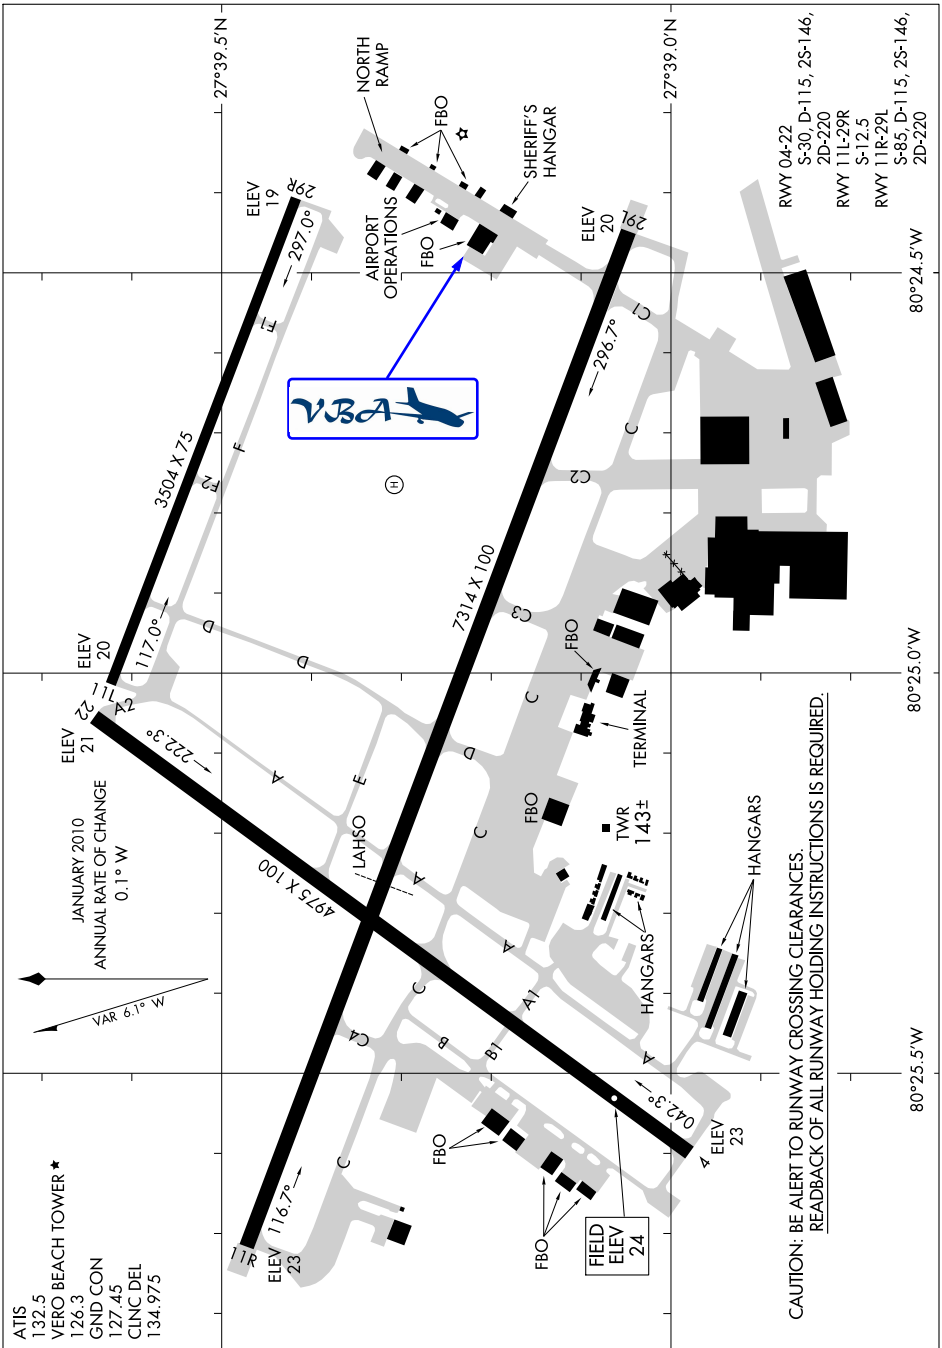 ATIS
132.5
VERO BEACH TOWER ★
126.3
GND CON
127.45
CLNC DEL
134.975
JANUARY 2010
ANNUAL RATE OF CHANGE
0.1° W
VAR 6.1° W
27°39.5'N
27°39.0'N
80°24.5'W
80°25.0'W
80°25.5'W
RWY 04-22
S-30, D-115, 2S-146,
2D-220
RWY 11L-29R
S-12.5
RWY 11R-29L
S-85, D-115, 2S-146,
2D-220
NORTH
RAMP
FBO
SHERIFF'S
HANGAR
AIRPORT
OPERATIONS
FBO
VBA
ELEV
19
29R
297.0°
F1
F
F2
3504 X 75
117.0°
11L
ELEV
20
A2
22
ELEV
21
222.3°
D
D
A
E
H
ELEV
20
29L
296.7°
C1
C
C2
7314 X 100
C3
C
D
C
FBO
TERMINAL
FBO
TWR
143±
LAHSO
A
4975 X 100
A
C
A1
B
B1
C4
C
116.7°
11R
ELEV
23
HANGARS
HANGARS
A
042.3°
4
ELEV
23
FBO
FBO
FIELD
ELEV
24
CAUTION: BE ALERT TO RUNWAY CROSSING CLEARANCES.
READBACK OF ALL RUNWAY HOLDING INSTRUCTIONS IS REQUIRED.